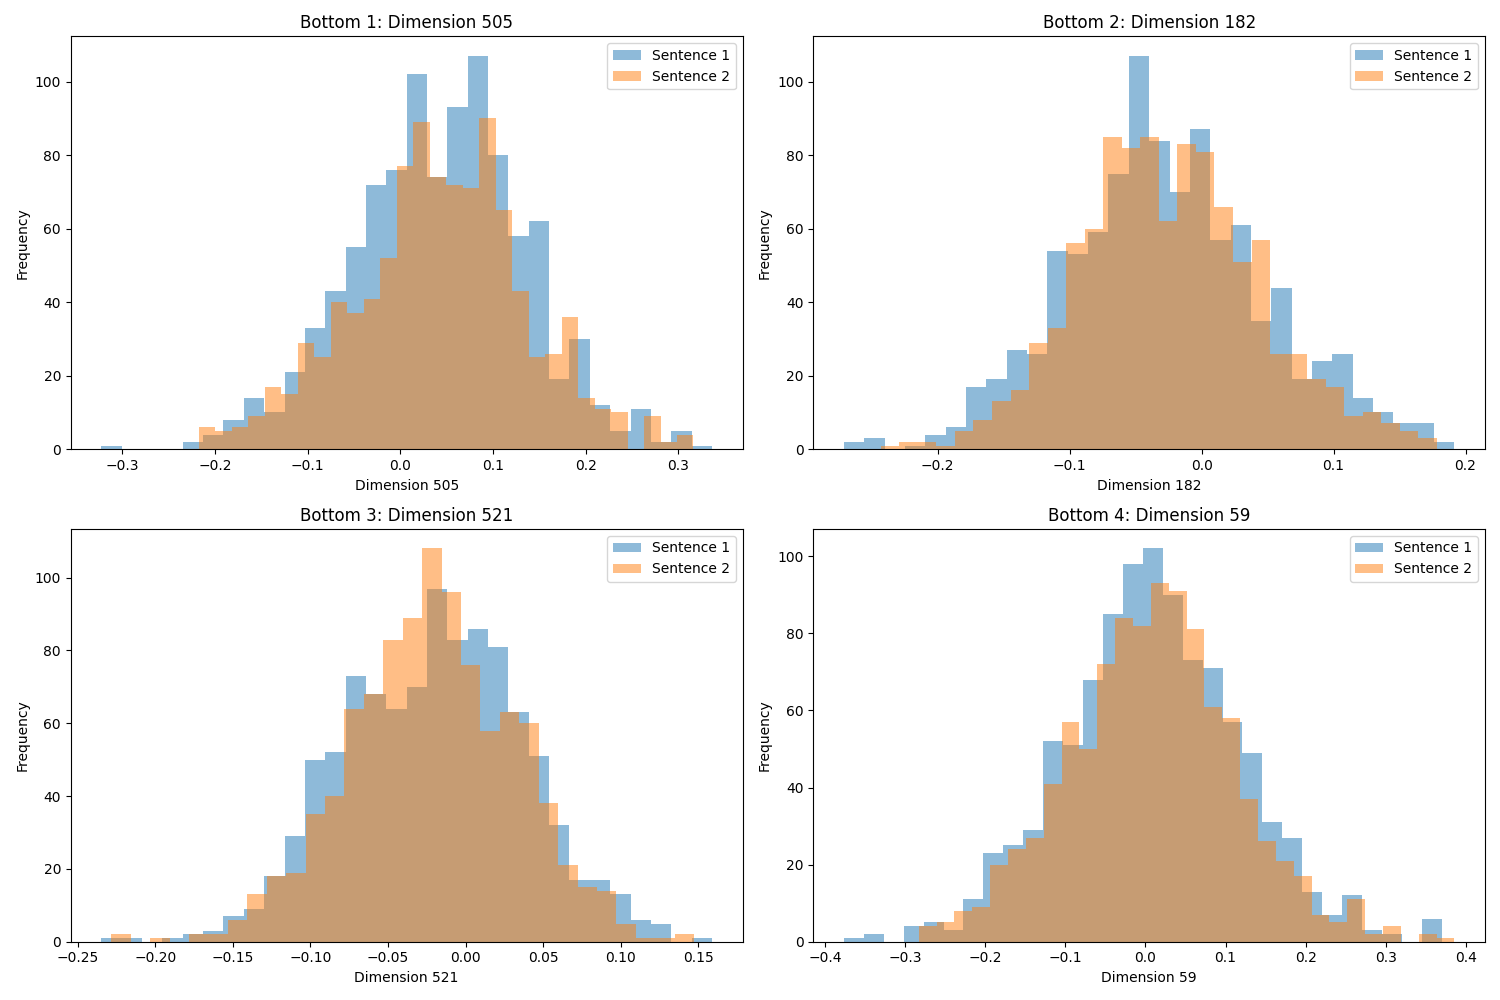 Bottom 1: Dimension 505
Sentence 1
Sentence 2
Frequency
100
80
60
40
20
0
−0.3 −0.2 −0.1 0.0 0.1 0.2 0.3
Dimension 505
Bottom 2: Dimension 182
Sentence 1
Sentence 2
Frequency
100
80
60
40
20
0
−0.2 −0.1 0.0 0.1 0.2
Dimension 182
Bottom 3: Dimension 521
Sentence 1
Sentence 2
Frequency
100
80
60
40
20
0
−0.25 −0.20 −0.15 −0.10 −0.05 0.00 0.05 0.10 0.15
Dimension 521
Bottom 4: Dimension 59
Sentence 1
Sentence 2
Frequency
100
80
60
40
20
0
−0.4 −0.3 −0.2 −0.1 0.0 0.1 0.2 0.3 0.4
Dimension 59